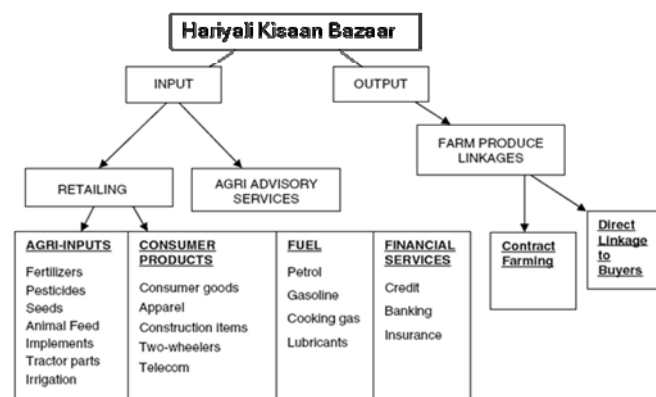 Hariyali Kisaan Bazaar
INPUT
OUTPUT
FARM PRODUCE
LINKAGES
RETAILING
AGRI ADVISORY
SERVICES
AGRI-INPUTS
Fertilizers
Pesticides
Seeds
Animal Feed
Implements
Tractor parts
Irrigation
CONSUMER
PRODUCTS
Consumer goods
Apparel
Construction items
Two-wheelers
Telecom
FUEL
Petrol
Gasoline
Cooking gas
Lubricants
FINANCIAL
SERVICES
Credit
Banking
Insurance
Contract
Farming
Direct
Linkage
to
Buyers